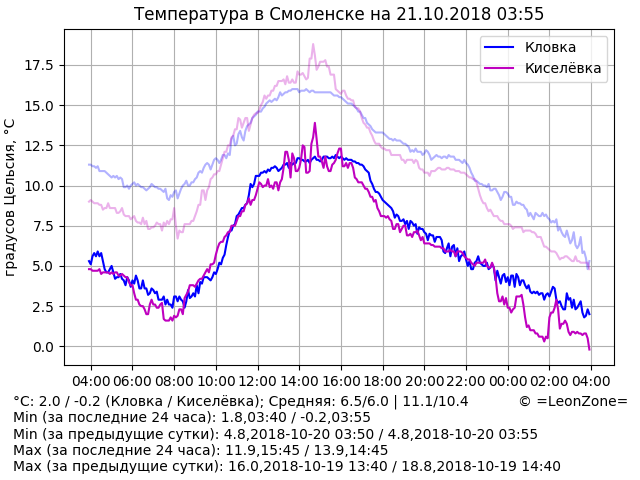 Температура в Смоленске на 21.10.2018 03:55
Кловка
Киселёвка
градусов Цельсия, °C
17.5
15.0
12.5
10.0
7.5
5.0
2.5
0.0
04:00 06:00 08:00 10:00 12:00 14:00 16:00 18:00 20:00 22:00 00:00 02:00 04:00
°C: 2.0 / -0.2 (Кловка / Киселёвка); Средняя: 6.5/6.0 | 11.1/10.4 © =LeonZone=
Min (за последние 24 часа): 1.8,03:40 / -0.2,03:55
Min (за предыдущие сутки): 4.8,2018-10-20 03:50 / 4.8,2018-10-20 03:55
Max (за последние 24 часа): 11.9,15:45 / 13.9,14:45
Max (за предыдущие сутки): 16.0,2018-10-19 13:40 / 18.8,2018-10-19 14:40